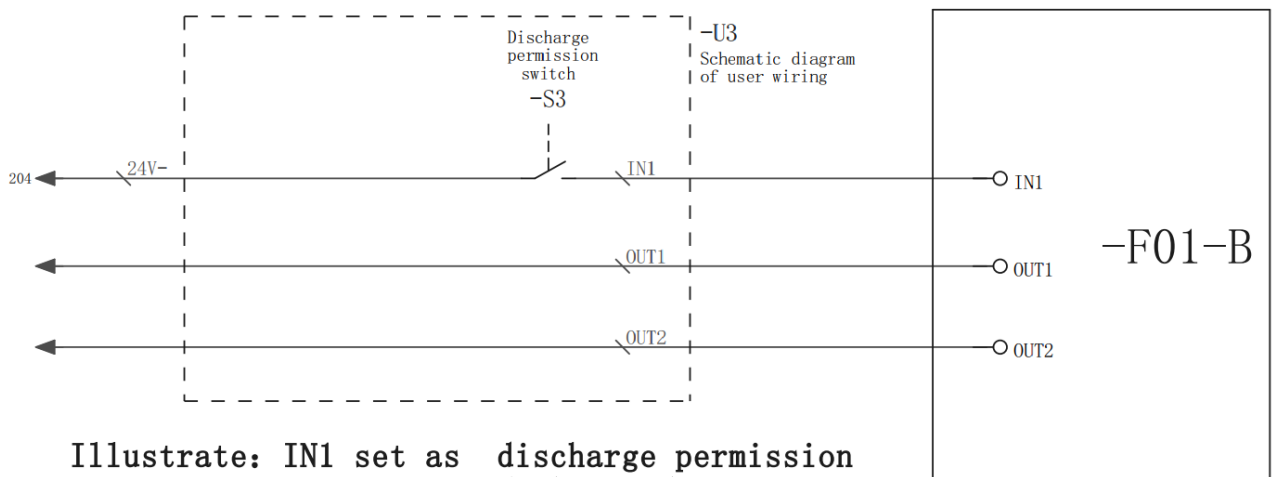 Discharge
permission
switch
-S3
-U3
Schematic diagram
of user wiring
204
24V-
IN1
IN1
-F01-B
OUT1
OUT1
OUT2
OUT2
Illustrate: IN1 set as discharge permission